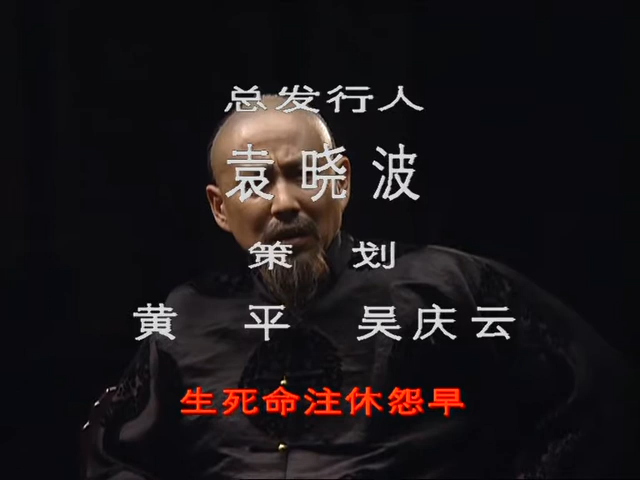 总发行人
袁晓波
策 划
黄 平 吴庆云
生死命注休怨早